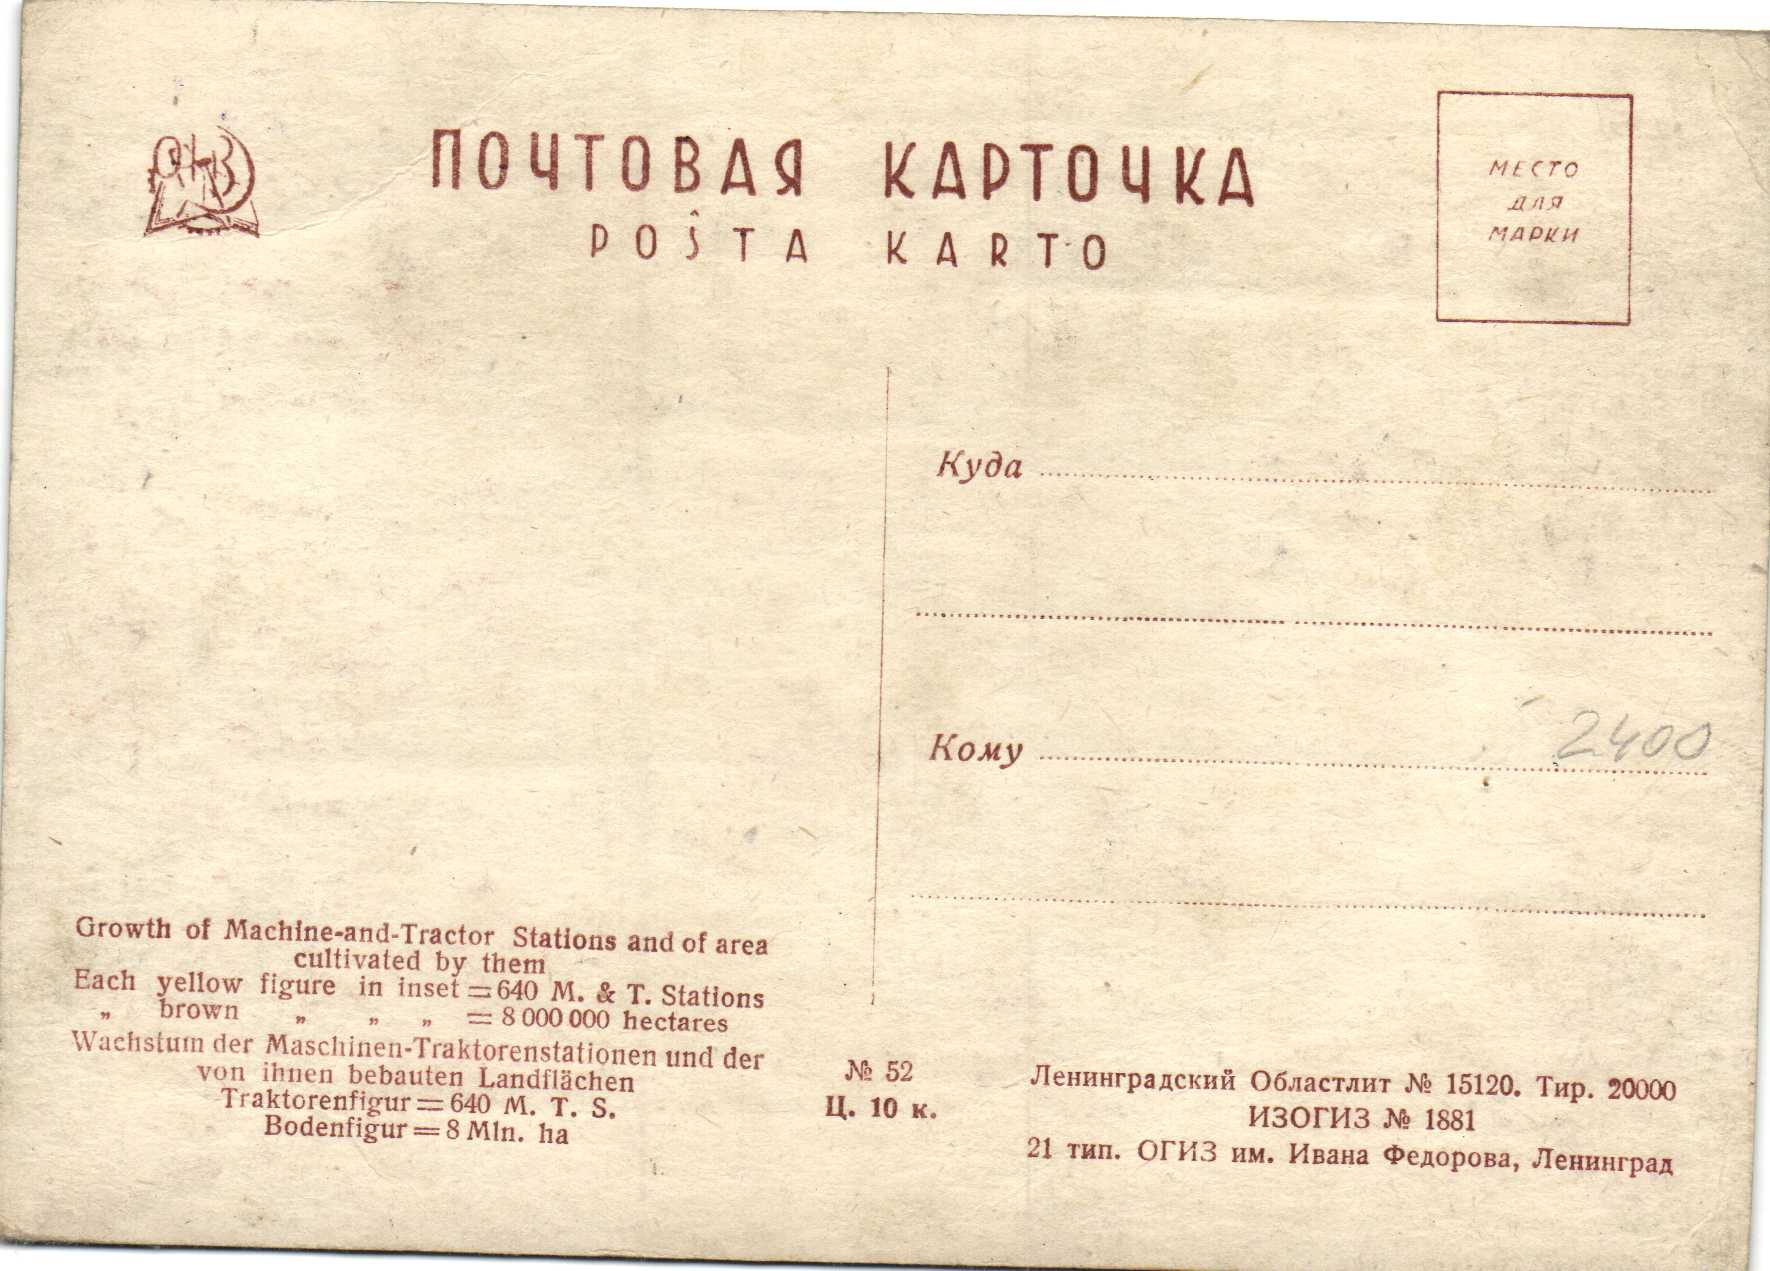 ПОЧТОВАЯ КАРТОЧКА
POŜTA KARTO
МЕСТО
ДЛЯ
МАРКИ
Куда
Кому
2400
Growth of Machine-and-Tractor Stations and of area
cultivated by them
Each yellow figure in inset = 640 M. & T. Stations
„ brown „ „ „ = 8 000 000 hectares
Wachstum der Maschinen-Traktorenstationen und der
von ihnen bebauten Landflächen
Traktorenfigur = 640 M. T. S.
Bodenfigur = 8 Mln. ha
№ 52
Ц. 10 к.
Ленинградский Областлит № 15120. Тир. 20000
ИЗОГИЗ № 1881
21 тип. ОГИЗ им. Ивана Федорова, Ленинград